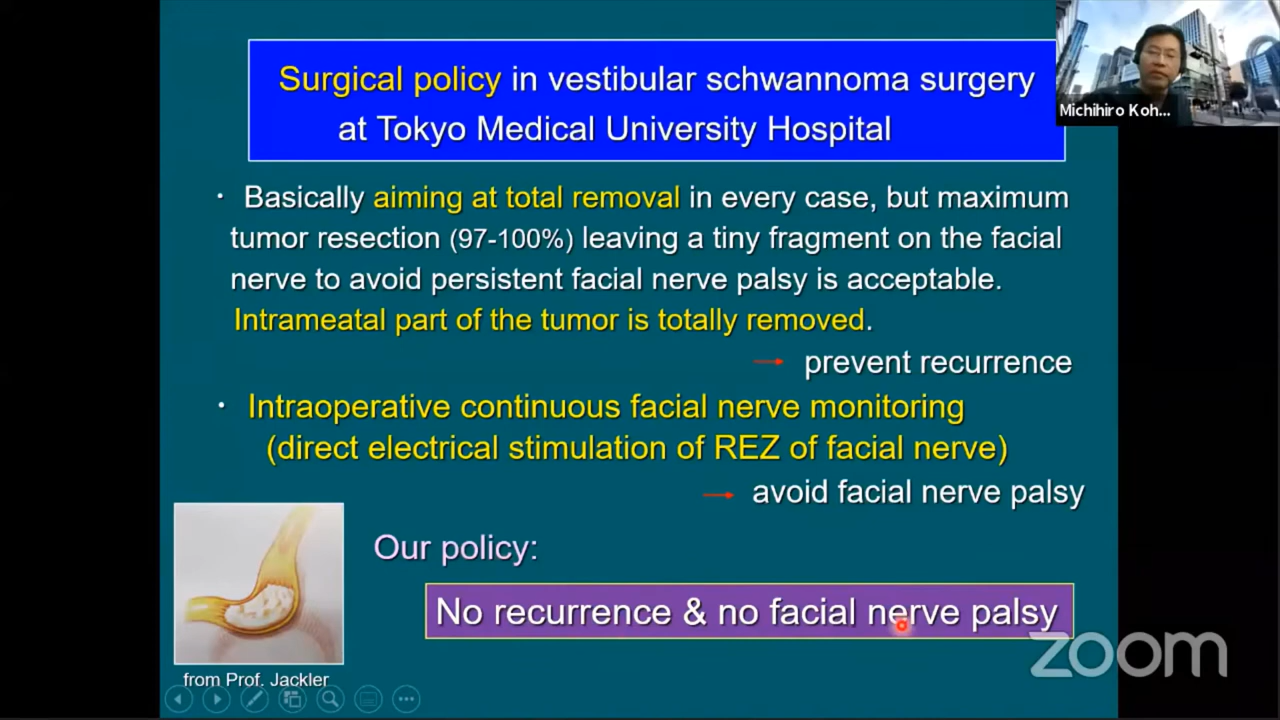 Surgical policy in vestibular schwannoma surgery
at Tokyo Medical University Hospital
Michihiro Koh...
· Basically aiming at total removal in every case, but maximum
tumor resection (97-100%) leaving a tiny fragment on the facial
nerve to avoid persistent facial nerve palsy is acceptable.
Intrameatal part of the tumor is totally removed.
→ prevent recurrence
· Intraoperative continuous facial nerve monitoring
(direct electrical stimulation of REZ of facial nerve)
→ avoid facial nerve palsy
Our policy:
No recurrence & no facial nerve palsy
zoom
from Prof. Jackler